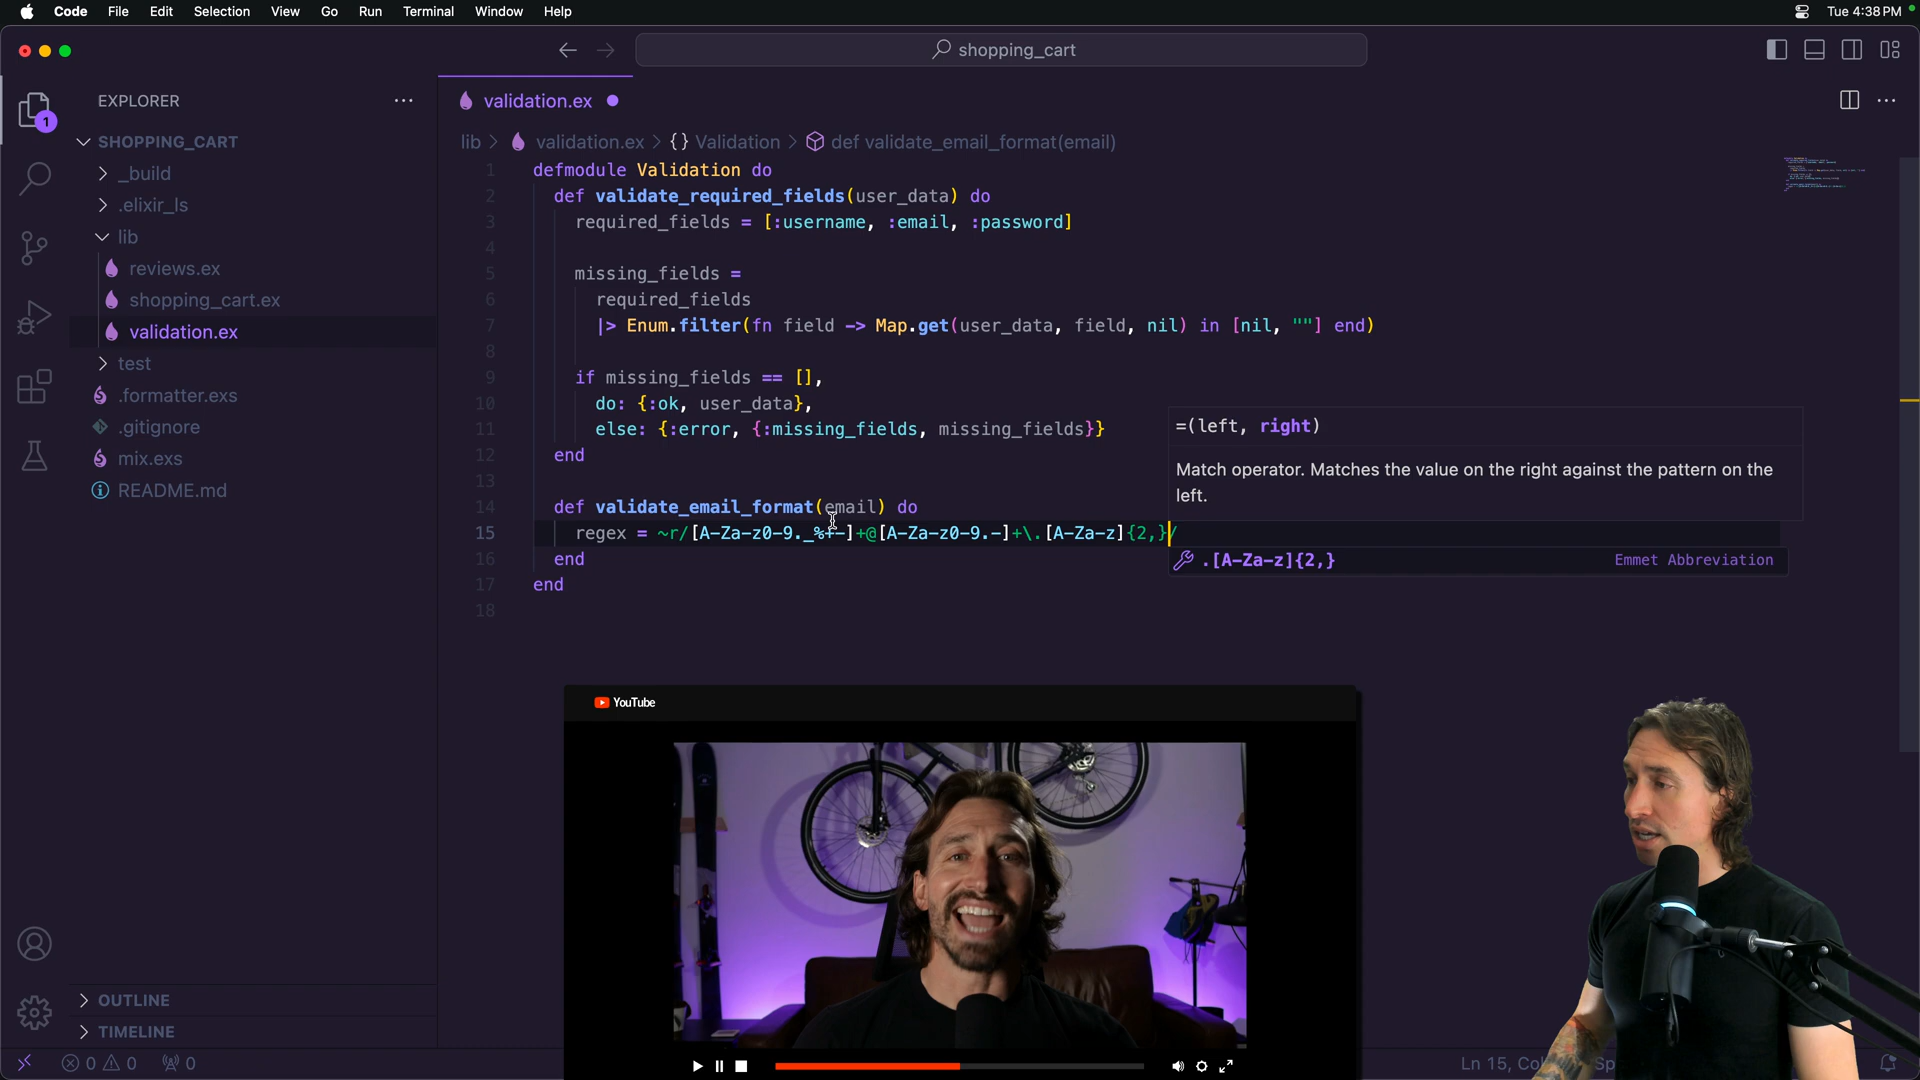 Code File Edit Selection View Go Run Terminal Window Help
Tue 4:38 PM
shopping_cart
EXPLORER
validation.ex
1
SHOPPING_CART
_build
.elixir_ls
lib
reviews.ex
shopping_cart.ex
validation.ex
test
.formatter.exs
.gitignore
mix.exs
README.md
OUTLINE
TIMELINE
lib > validation.ex > {} Validation > def validate_email_format(email)
1 defmodule Validation do
2 def validate_required_fields(user_data) do
3 required_fields = [:username, :email, :password]
4
5 missing_fields =
6 required_fields
7 |> Enum.filter(fn field -> Map.get(user_data, field, nil) in [nil, ""] end)
8
9 if missing_fields == [],
10 do: {:ok, user_data},
11 else: {:error, {:missing_fields, missing_fields}}
12 end
13
14 def validate_email_format(email) do
15 regex = ~r/[A-Za-z0-9._%+-]+@[A-Za-z0-9.-]+\.[A-Za-z]{2,}/
16 end
17 end
18
=(left, right)
Match operator. Matches the value on the right against the pattern on the
left.
.[A-Za-z]{2,} Emmet Abbreviation
YouTube
0 0 0
Ln 15,